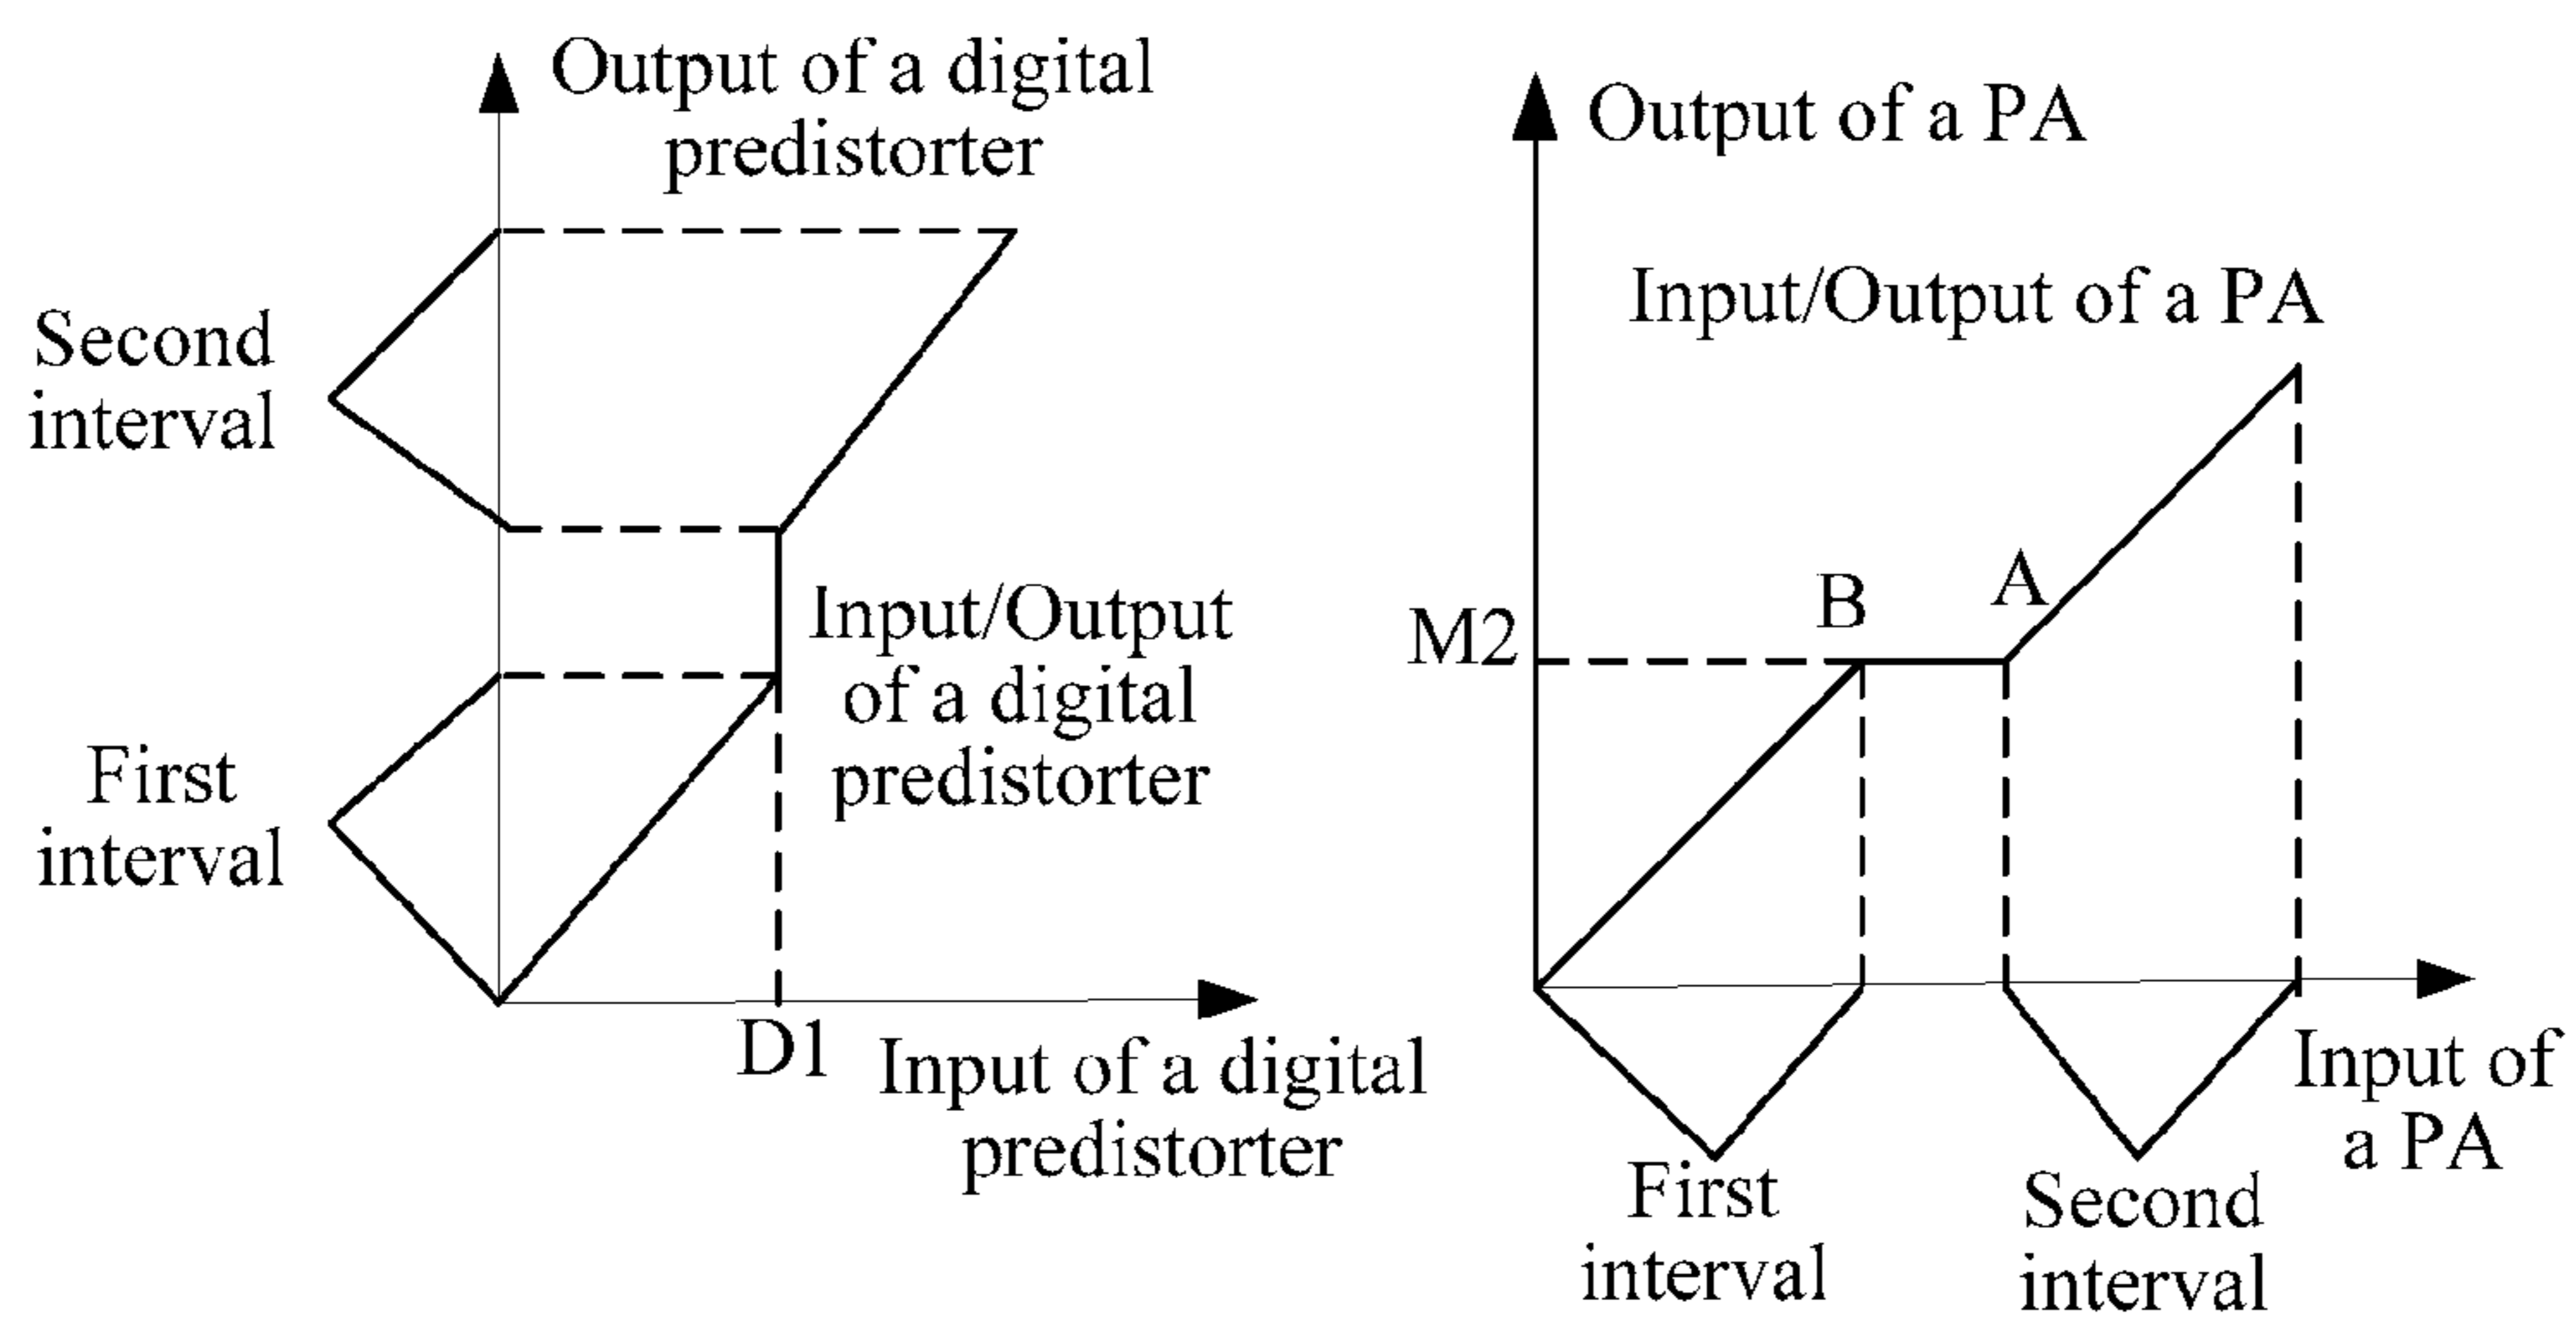 Output of a digital
predistorter
Second
interval
Input/Output
of a digital
predistorter
First
interval
D1
Input of a digital
predistorter
Output of a PA
Input/Output of a PA
B
A
M2
Input of
a PA
First
interval
Second
interval